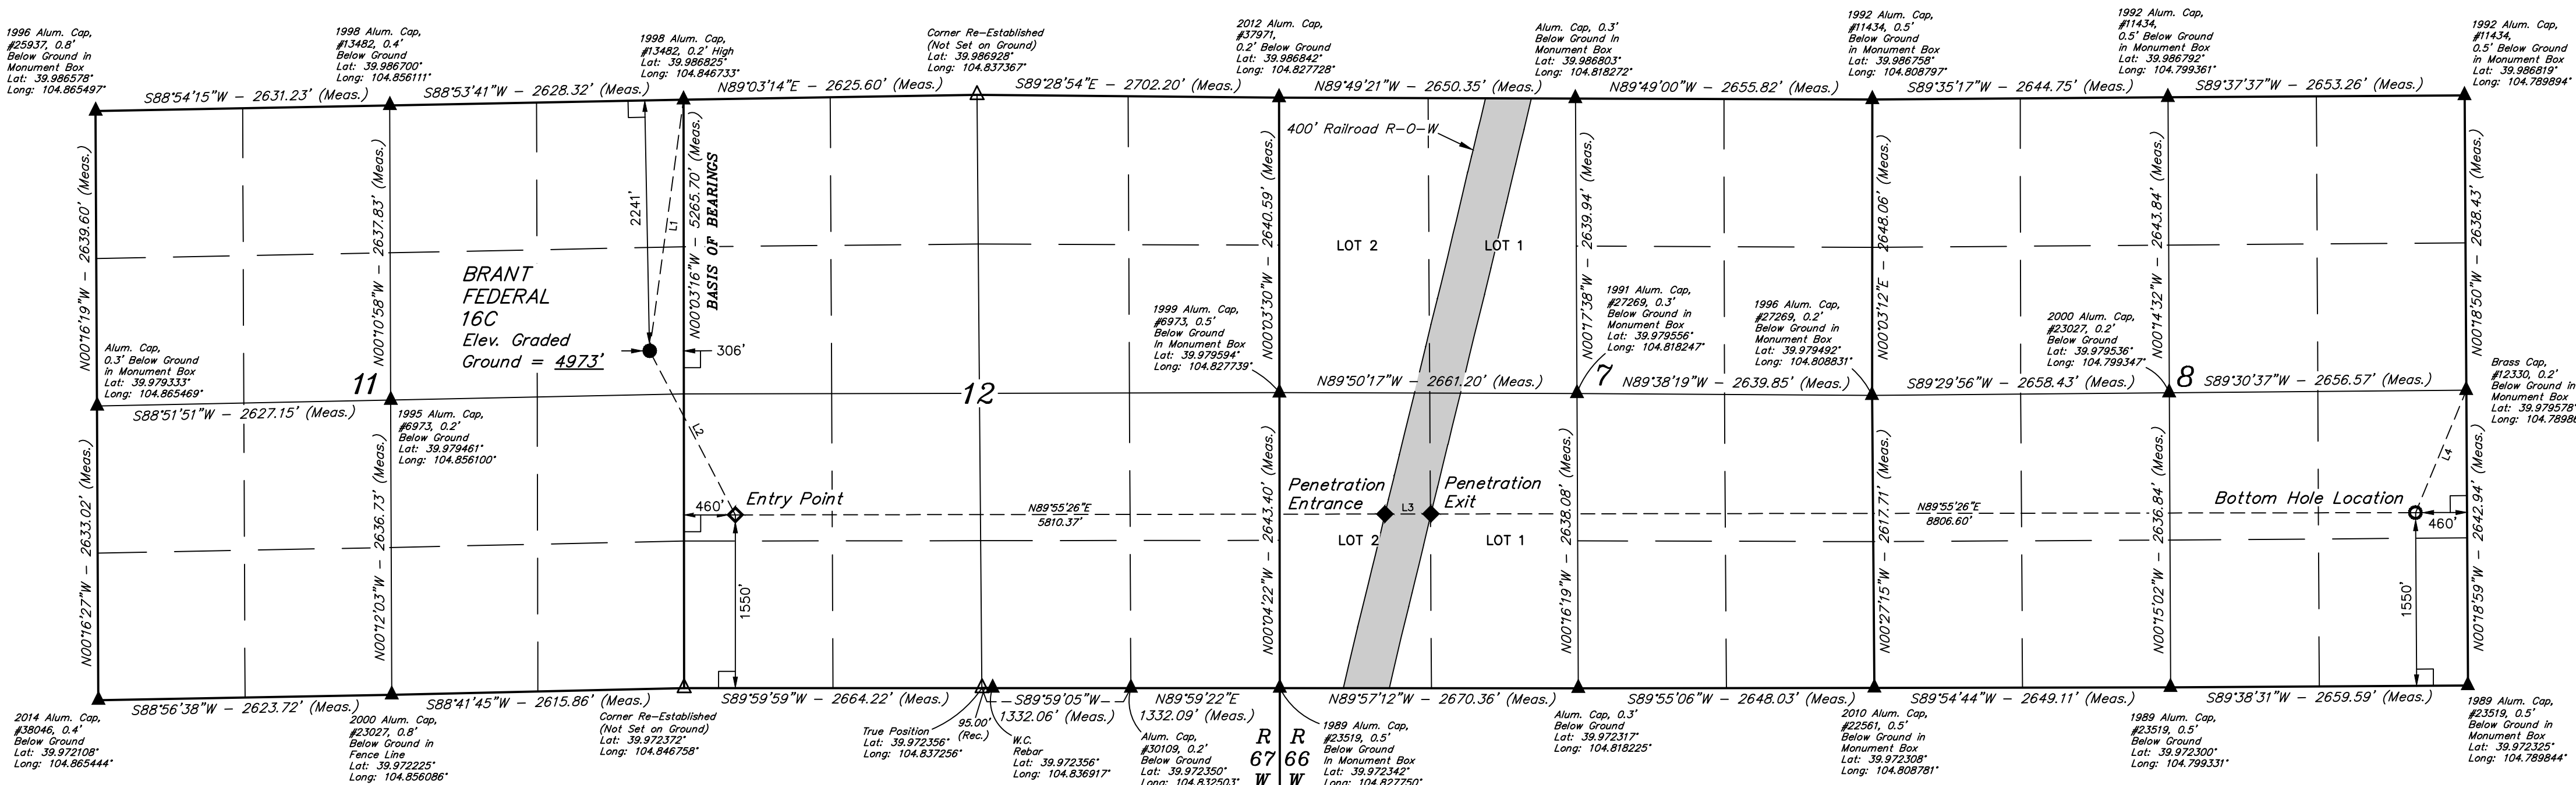 1996 Alum. Cap,
#25937, 0.8'
Below Ground in
Monument Box
Lat: 39.986578°
Long: 104.865497°
1998 Alum. Cap,
#13482, 0.4'
Below Ground
Lat: 39.986700°
Long: 104.856111°
1998 Alum. Cap,
#13482, 0.2' High
Lat: 39.986825°
Long: 104.846733°
Corner Re-Established
(Not Set on Ground)
Lat: 39.986928°
Long: 104.837367°
2012 Alum. Cap,
#37971,
0.2' Below Ground
Lat: 39.986842°
Long: 104.827728°
Alum. Cap, 0.3'
Below Ground In
Monument Box
Lat: 39.986803°
Long: 104.818272°
1992 Alum. Cap,
#11434, 0.5'
Below Ground
in Monument Box
Lat: 39.986758°
Long: 104.808797°
1992 Alum. Cap,
#11434,
0.5' Below Ground
in Monument Box
Lat: 39.986792°
Long: 104.799361°
1992 Alum. Cap,
#11434,
0.5' Below Ground
in Monument Box
Lat: 39.986819°
Long: 104.789894°
S88°54'15"W - 2631.23' (Meas.)
S88°53'41"W - 2628.32' (Meas.)
N89°03'14"E - 2625.60' (Meas.)
S89°28'54"E - 2702.20' (Meas.)
N89°49'21"W - 2650.35' (Meas.)
N89°49'00"W - 2655.82' (Meas.)
S89°35'17"W - 2644.75' (Meas.)
S89°37'37"W - 2653.26' (Meas.)
N00°16'19"W - 2639.60' (Meas.)
N00°10'58"W - 2637.83' (Meas.)
2241'
L1
N00°03'16"W - 5265.70' (Meas.)
BASIS OF BEARINGS
N00°03'30"W - 2640.59' (Meas.)
400' Railroad R-O-W
LOT 2
LOT 1
N00°17'38"W - 2639.94' (Meas.)
N00°03'12"E - 2648.06' (Meas.)
N00°14'32"W - 2643.84' (Meas.)
N00°18'50"W - 2638.43' (Meas.)
BRANT
FEDERAL
16C
Elev. Graded
Ground = 4973'
306'
Alum. Cap,
0.3' Below Ground
in Monument Box
Lat: 39.979333°
Long: 104.865469°
1999 Alum. Cap,
#6973, 0.5'
Below Ground
In Monument Box
Lat: 39.979594°
Long: 104.827739°
1991 Alum. Cap,
#27269, 0.3'
Below Ground in
Monument Box
Lat: 39.979556°
Long: 104.818247°
1996 Alum. Cap,
#27269, 0.2'
Below Ground in
Monument Box
Lat: 39.979492°
Long: 104.808831°
2000 Alum. Cap,
#23027, 0.2'
Below Ground
Lat: 39.979536°
Long: 104.799347°
Brass Cap,
#12330, 0.2'
Below Ground in
Monument Box
Lat: 39.979578°
Long:
11
12
7
8
S88°51'51"W - 2627.15' (Meas.)
N89°50'17"W - 2661.20' (Meas.)
N89°38'19"W - 2639.85' (Meas.)
S89°29'56"W - 2658.43' (Meas.)
S89°30'37"W - 2656.57' (Meas.)
1995 Alum. Cap,
#6973, 0.2'
Below Ground
Lat: 39.979461°
Long: 104.856100°
L2
L4
N00°16'27"W - 2633.02' (Meas.)
N00°12'03"W - 2636.73' (Meas.)
460'
Entry Point
1550'
N89°55'26"E
5810.37'
N00°04'22"W - 2643.40' (Meas.)
Penetration
Entrance
L3
Penetration
Exit
LOT 2
LOT 1
N00°16'19"W - 2638.08' (Meas.)
N00°27'15"W - 2617.71' (Meas.)
N89°55'26"E
8806.60'
N00°15'02"W - 2636.84' (Meas.)
Bottom Hole Location
460'
1550'
N00°18'59"W - 2642.94' (Meas.)
S88°56'38"W - 2623.72' (Meas.)
S88°41'45"W - 2615.86' (Meas.)
S89°59'59"W - 2664.22' (Meas.)
S89°59'05"W
1332.06' (Meas.)
N89°59'22"E
1332.09' (Meas.)
N89°57'12"W - 2670.36' (Meas.)
S89°55'06"W - 2648.03' (Meas.)
S89°54'44"W - 2649.11' (Meas.)
S89°38'31"W - 2659.59' (Meas.)
2014 Alum. Cap,
#38046, 0.4'
Below Ground
Lat: 39.972108°
Long: 104.865444°
2000 Alum. Cap,
#23027, 0.8'
Below Ground in
Fence Line
Lat: 39.972225°
Long: 104.856086°
Corner Re-Established
(Not Set on Ground)
Lat: 39.972372°
Long: 104.846758°
True Position
Lat: 39.972356°
Long: 104.837256°
95.00'
(Rec.)
W.C.
Rebar
Lat: 39.972356°
Long: 104.836917°
Alum. Cap,
#30109, 0.2'
Below Ground
Lat: 39.972350°
Long: 104.832503°
R R
67 66
W W
1989 Alum. Cap,
#23519, 0.5'
Below Ground
In Monument Box
Lat: 39.972342°
Long: 104.827750°
Alum. Cap, 0.3'
Below Ground
Lat: 39.972317°
Long: 104.818225°
2010 Alum. Cap,
#22561, 0.5'
Below Ground in
Monument Box
Lat: 39.972308°
Long: 104.808781°
1989 Alum. Cap,
#23519, 0.5'
Below Ground
Lat: 39.972300°
Long: 104.799331°
1989 Alum. Cap,
#23519, 0.5'
Below Ground in
Monument Box
Lat: 39.972325°
Long: 104.789844°